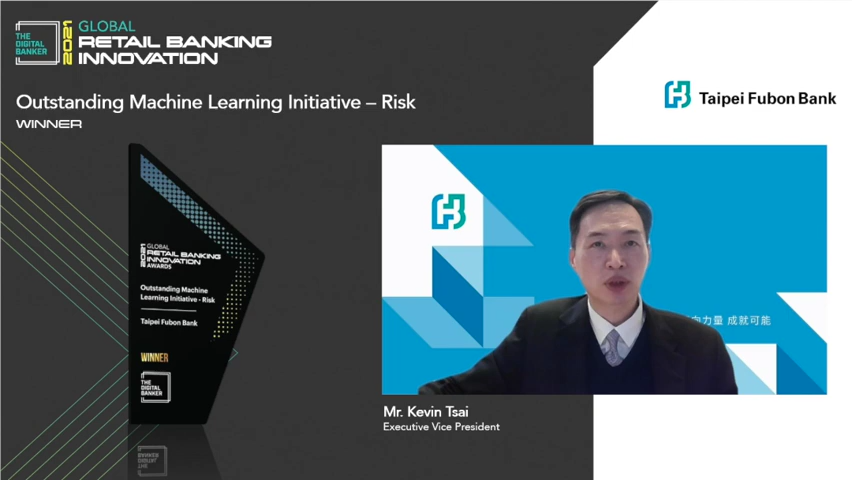 THE
DIGITAL
BANKER
2021
GLOBAL
RETAIL BANKING
INNOVATION
Outstanding Machine Learning Initiative – Risk
WINNER
Taipei Fubon Bank
2021
GLOBAL
RETAIL BANKING
INNOVATION
AWARDS
Outstanding Machine
Learning Initiative - Risk
Taipei Fubon Bank
WINNER
THE
DIGITAL
BANKER
向力量 成就可能
Mr. Kevin Tsai
Executive Vice President